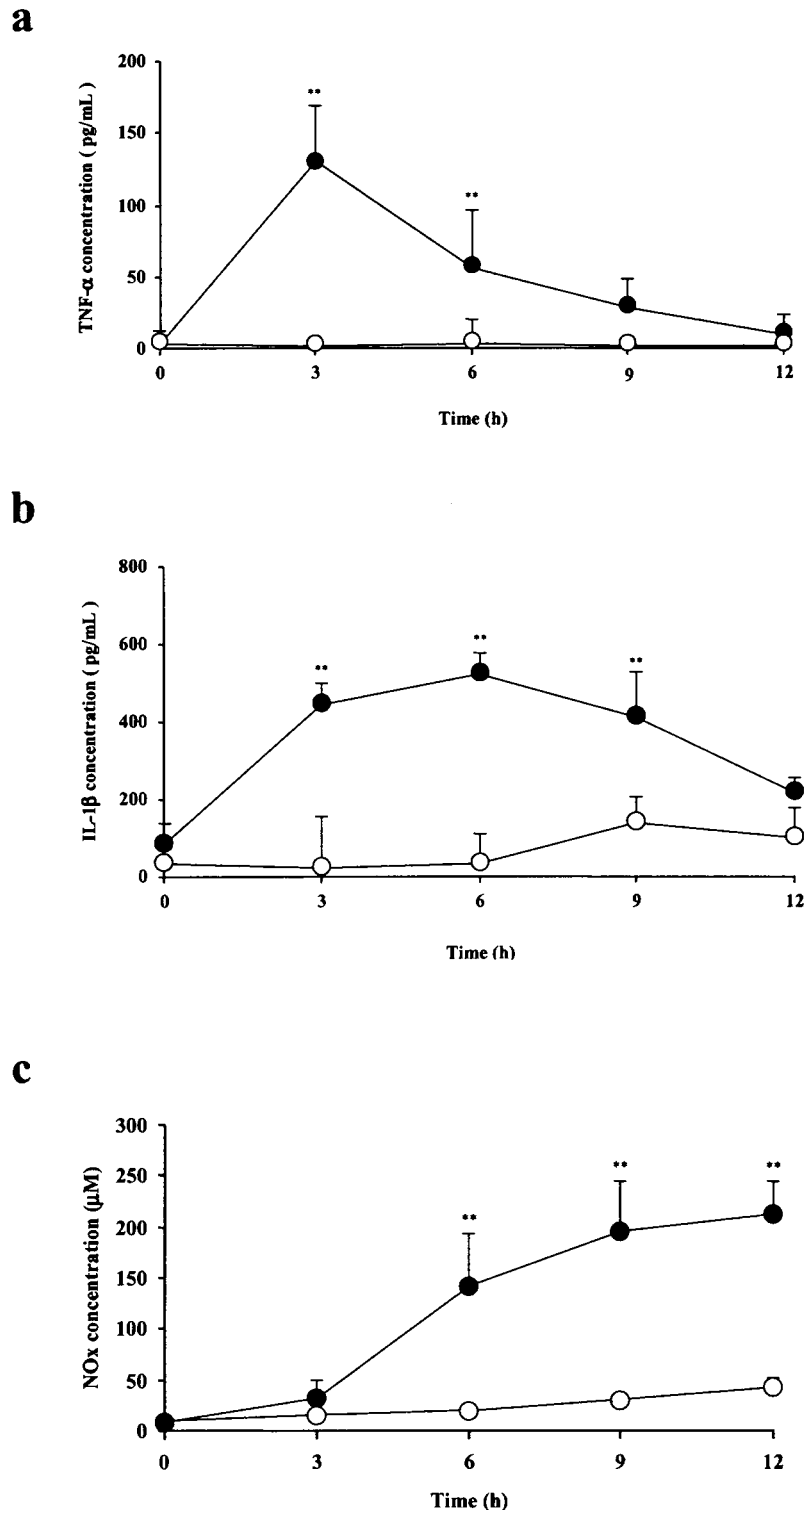 a
TNF-α concentration ( pg/mL )
200
150
100
50
0
**
**
0 3 6 9 12
Time (h)
b
IL-1β concentration ( pg/mL )
800
600
400
200
0
**
**
**
0 3 6 9 12
Time (h)
c
NOx concentration (μM)
300
250
200
150
100
50
0
**
**
**
0 3 6 9 12
Time (h)